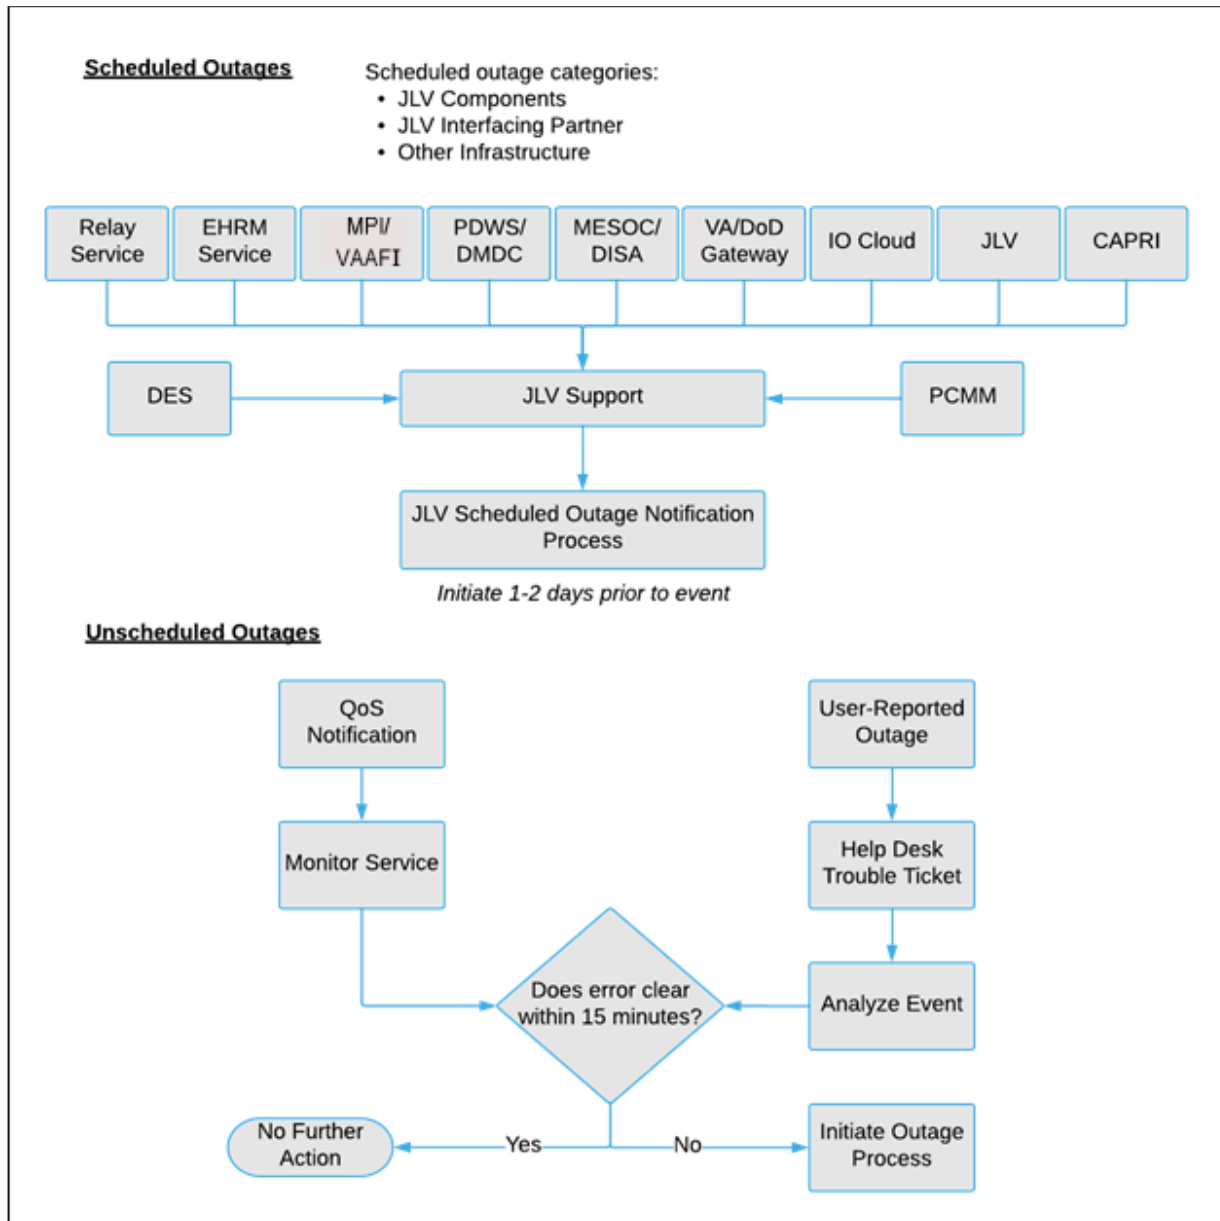 Scheduled Outages
Scheduled outage categories:
• JLV Components
• JLV Interfacing Partner
• Other Infrastructure
Relay
Service
EHRM
Service
MPI/
VAAFI
PDWS/
DMDC
MESOC/
DISA
VA/DoD
Gateway
IO Cloud
JLV
CAPRI
DES
JLV Support
PCMM
JLV Scheduled Outage Notification
Process
Initiate 1-2 days prior to event
Unscheduled Outages
QoS
Notification
User-Reported
Outage
Monitor Service
Help Desk
Trouble Ticket
Does error clear
within 15 minutes?
Analyze Event
No Further
Action
Yes
No
Initiate Outage
Process